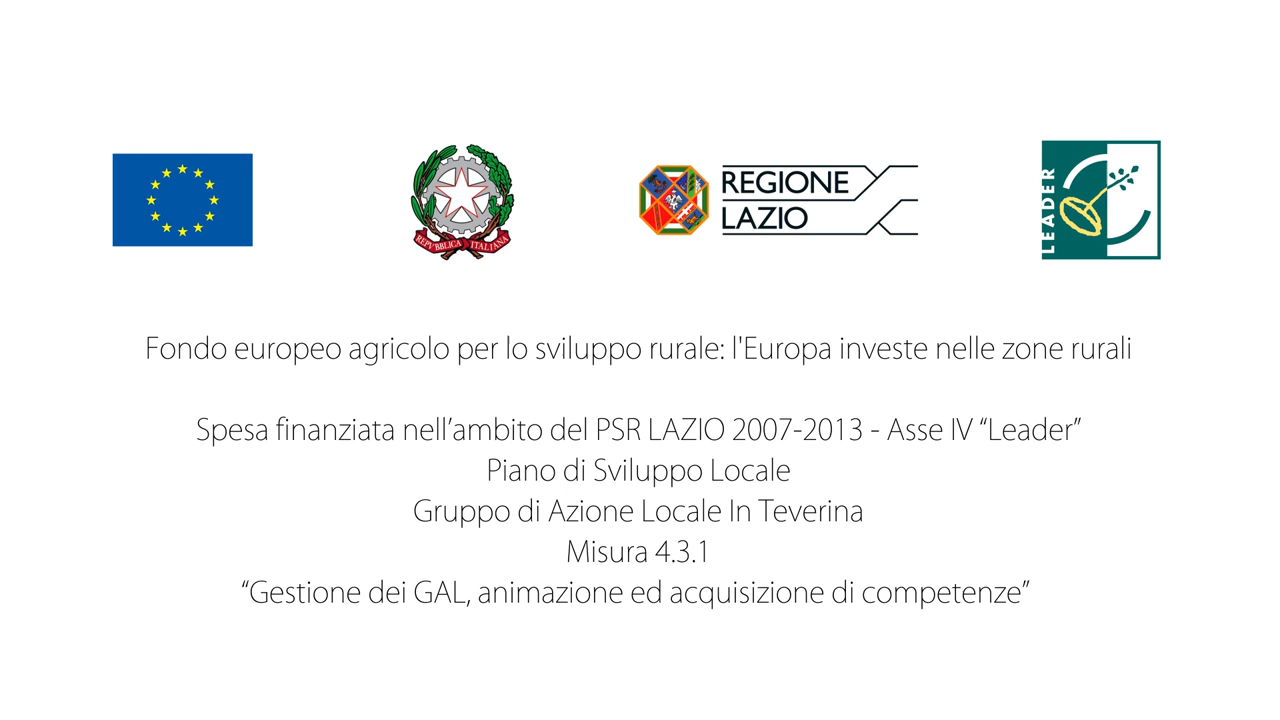 REPVBBLICA ITALIANA
REGIONE
LAZIO
LEADER
Fondo europeo agricolo per lo sviluppo rurale: l'Europa investe nelle zone rurali
Spesa finanziata nell’ambito del PSR LAZIO 2007-2013 - Asse IV “Leader”
Piano di Sviluppo Locale
Gruppo di Azione Locale In Teverina
Misura 4.3.1
“Gestione dei GAL, animazione ed acquisizione di competenze”